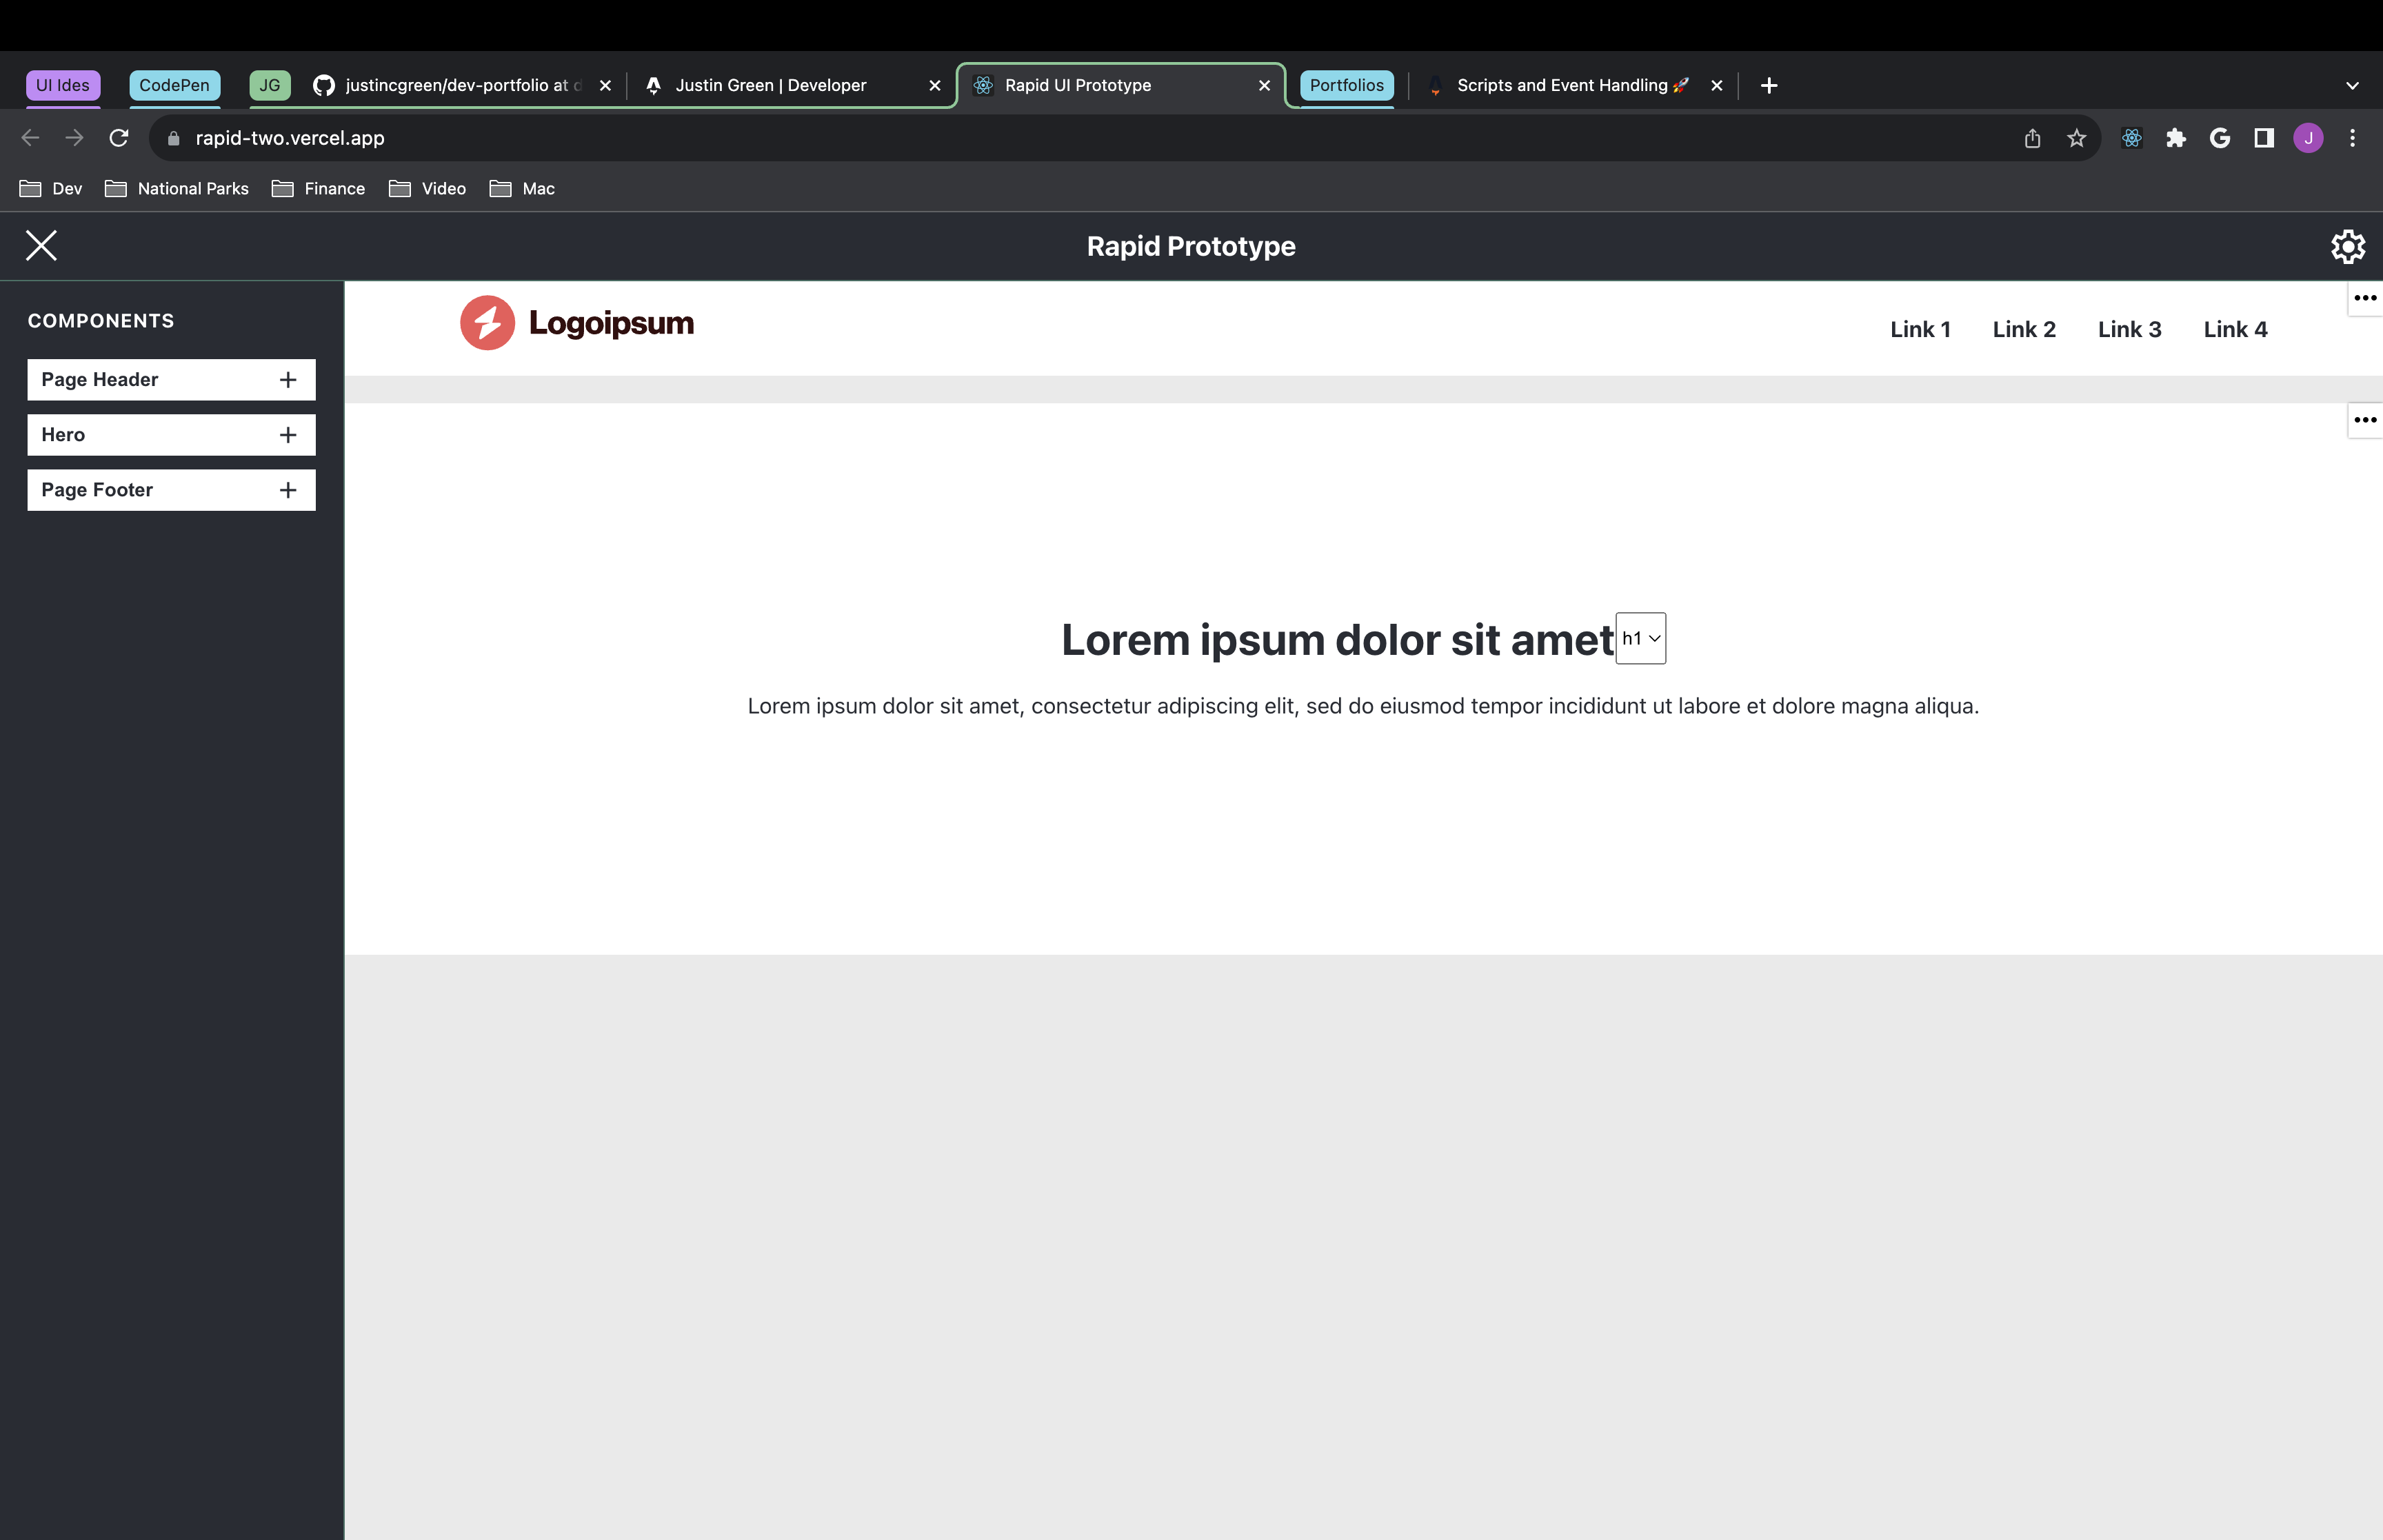 UI Ides CodePen JG justincgreen/dev-portfolio at d Justin Green | Developer Rapid UI Prototype Portfolios Scripts and Event Handling 🚀
rapid-two.vercel.app J
Dev National Parks Finance Video Mac
Rapid Prototype
COMPONENTS
Page Header
Hero
Page Footer
Logoipsum Link 1 Link 2 Link 3 Link 4
Lorem ipsum dolor sit amet h1
Lorem ipsum dolor sit amet, consectetur adipiscing elit, sed do eiusmod tempor incididunt ut labore et dolore magna aliqua.